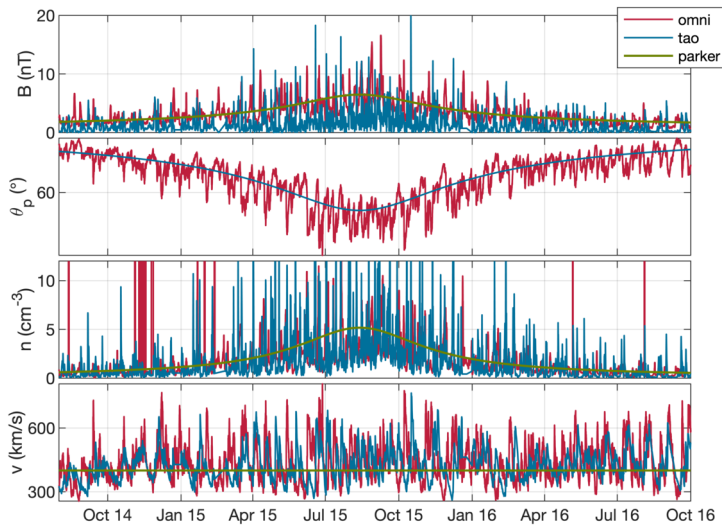 omni
tao
parker
20
10
0
B (nT)
60
θp (°)
10
5
0
n (cm-3)
600
300
v (km/s)
Oct 14 Jan 15 Apr 15 Jul 15 Oct 15 Jan 16 Apr 16 Jul 16 Oct 16